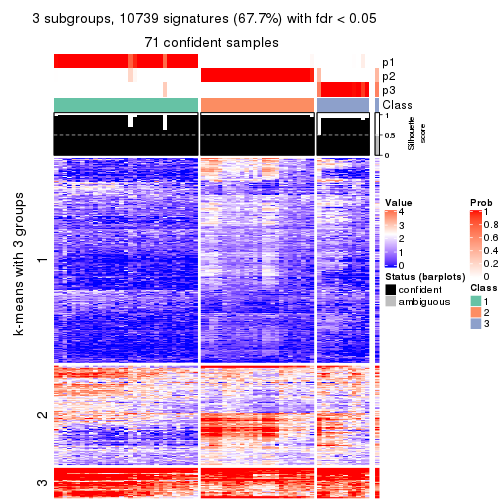 3 subgroups, 10739 signatures (67.7%) with fdr < 0.05
71 confident samples
p1
p2
p3
Class
1
0.5
0
Silhouette
score
k-means with 3 groups
1
2
3
Value
4
3
2
1
0
Status (barplots)
confident
ambiguous
Prob
1
0.8
0.6
0.4
0.2
0
Class
1
2
3